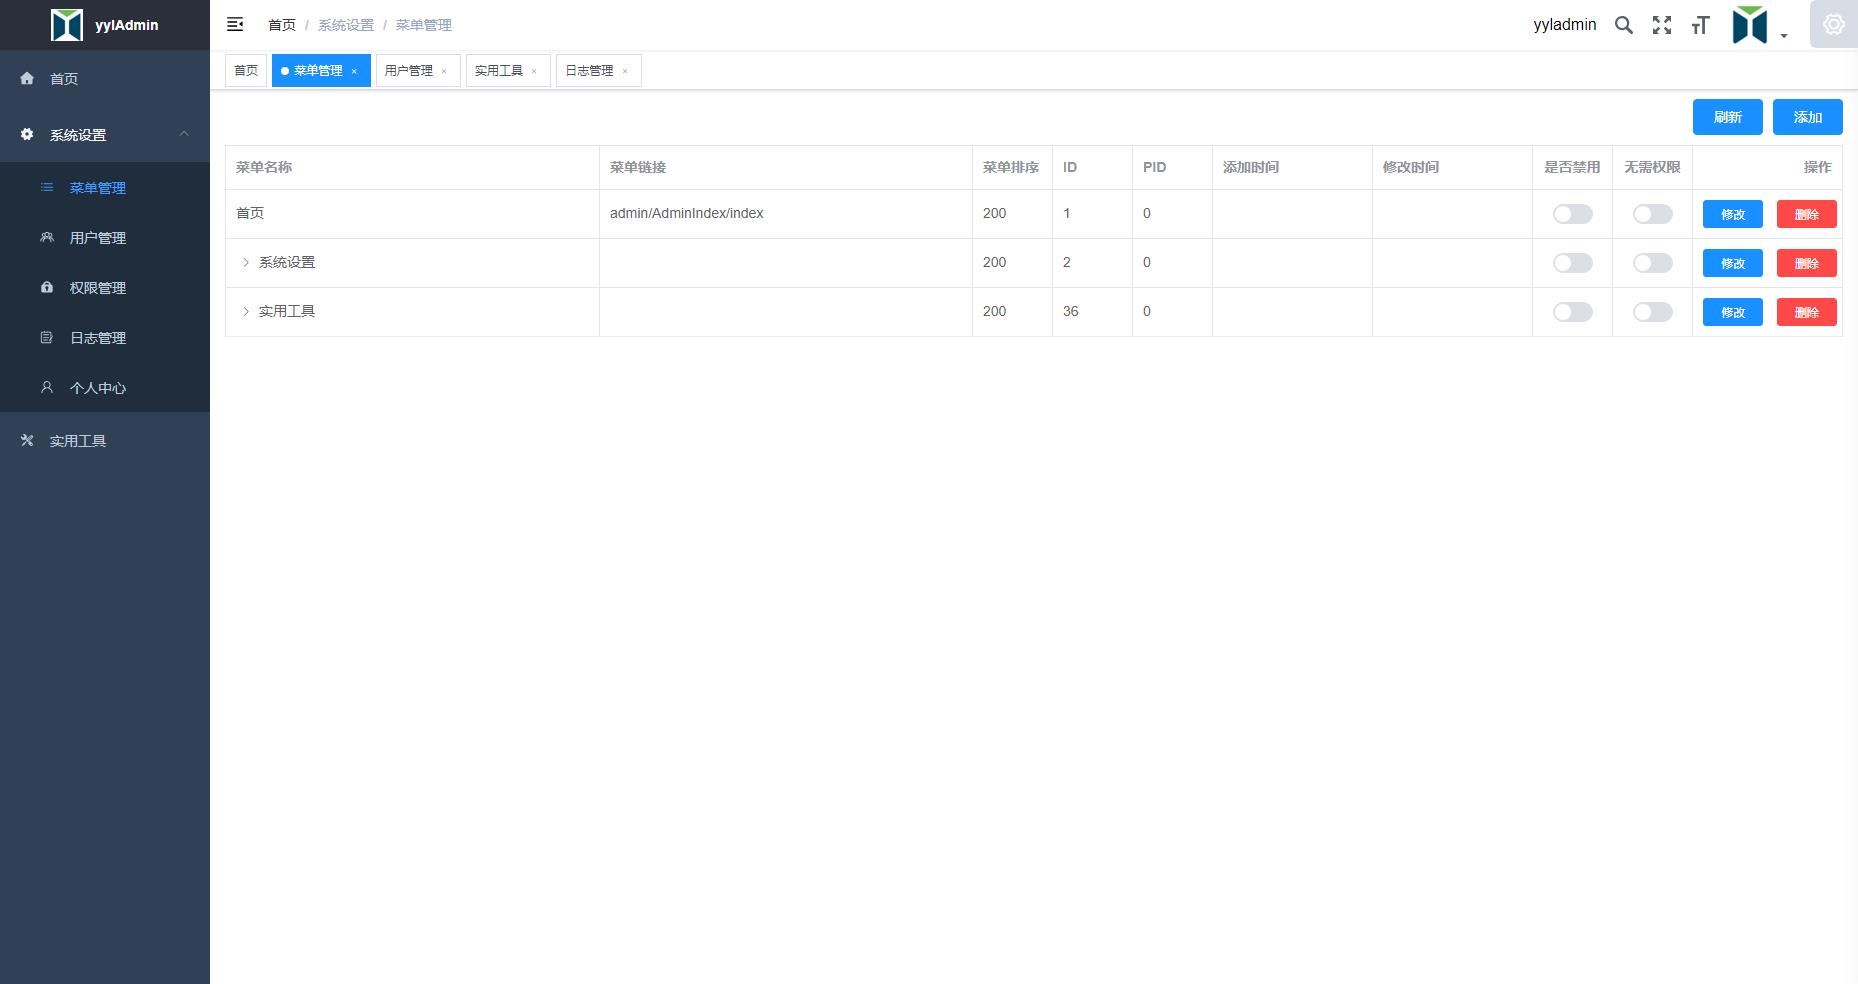 yylAdmin
首页 / 系统设置 / 菜单管理
yyladmin
首页
系统设置
菜单管理
用户管理
权限管理
日志管理
个人中心
实用工具
首页 菜单管理 × 用户管理 × 实用工具 × 日志管理 ×
刷新 添加
菜单名称 菜单链接 菜单排序 ID PID 添加时间 修改时间 是否禁用 无需权限 操作
首页 admin/AdminIndex/index 200 1 0 修改 删除
系统设置 200 2 0 修改 删除
实用工具 200 36 0 修改 删除